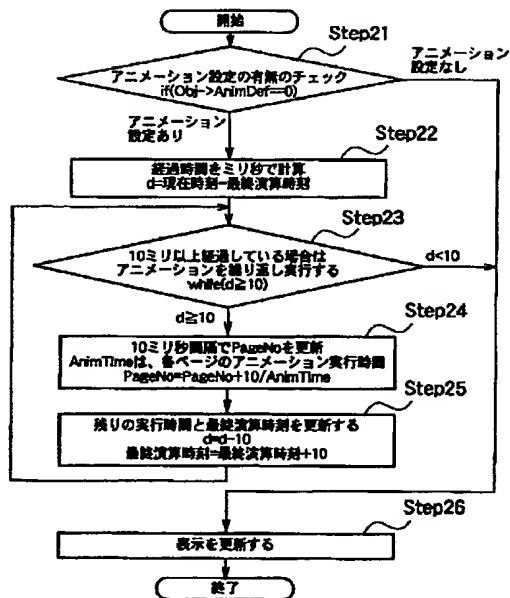 開始
Step21
アニメーション
設定なし
アニメーション設定の有無のチェック
if(Obj->AnimDef==0)
アニメーション
設定あり
Step22
経過時間をミリ秒で計算
d=現在時刻-最終演算時刻
Step23
10ミリ以上経過している場合は
アニメーションを繰り返し実行する
while(d≧10)
d<10
d≧10
Step24
10ミリ秒間隔でPageNoを更新
AnimTimeは、各ページのアニメーション実行時間
PageNo=PageNo+10/AnimTime
Step25
残りの実行時間と最終演算時刻を更新する
d=d-10
最終演算時刻=最終演算時刻+10
Step26
表示を更新する
終了